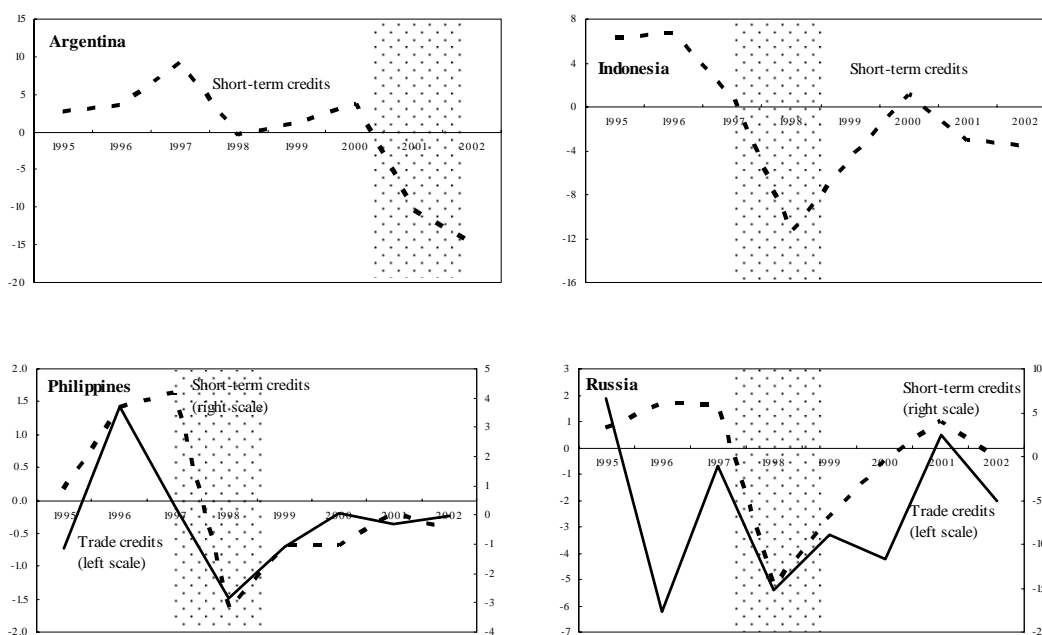 15
Argentina
10
Short-term credits
5
0
1995 1996 1997 1998 1999 2000 2001 2002
-5
-10
-15
-20
8
Indonesia
Short-term credits
4
0
1995 1996 1997 1998 1999 2000 2001 2002
-4
-8
-12
-16
2.0
Philippines
Short-term credits
(right scale)
1.5
1.0
0.5
0.0
1995 1996 1997 1998 1999 2000 2001 2002
Trade credits
(left scale)
-0.5
-1.0
-1.5
-2.0
5
4
3
2
1
0
-1
-2
-3
-4
3
Russia
Short-term credits
(right scale)
2
1
0
1995 1996 1997 1998 1999 2000 2001 2002
-1
-2
Trade credits
(left scale)
-3
-4
-5
-6
-7
10
5
0
-5